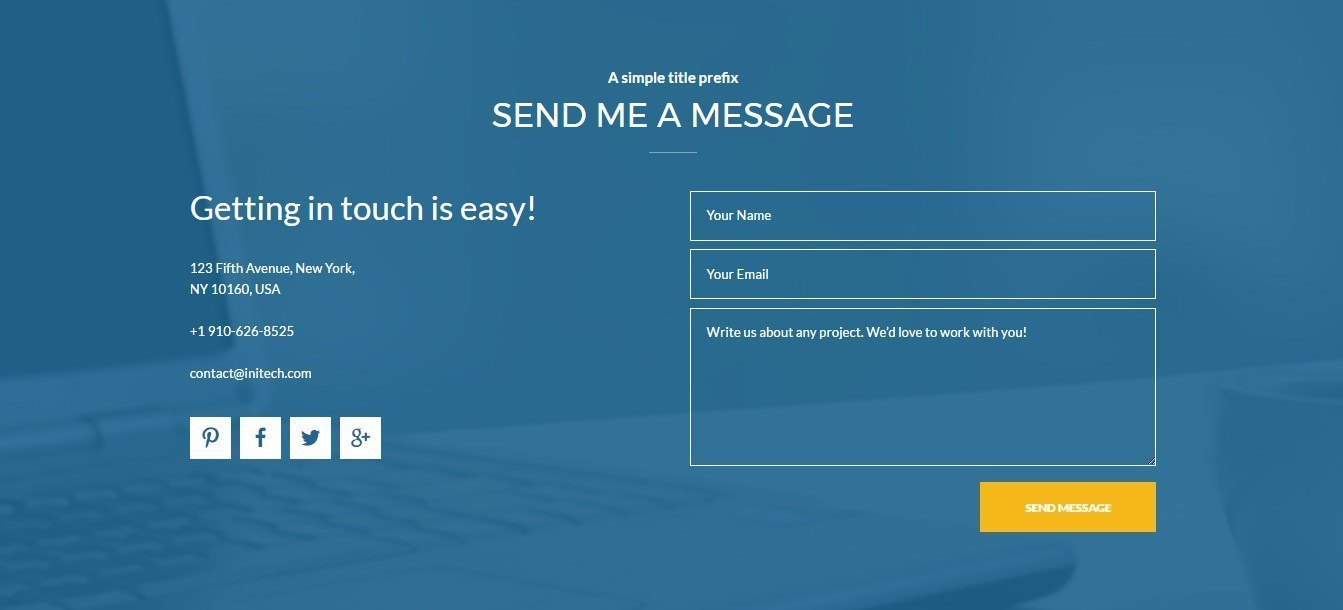 A simple title prefix
SEND ME A MESSAGE
Getting in touch is easy!
123 Fifth Avenue, New York,
NY 10160, USA
+1 910-626-8525
contact@initech.com
Your Name
Your Email
Write us about any project. We'd love to work with you!
SEND MESSAGE